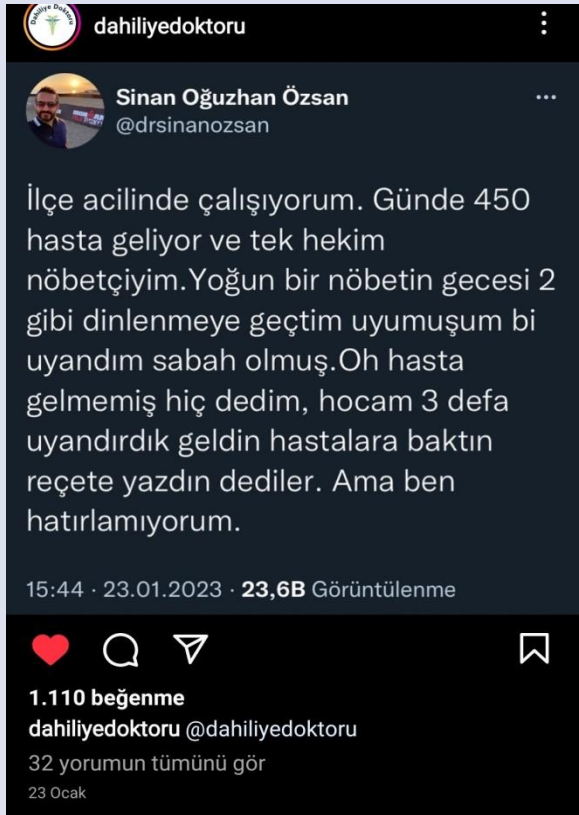 Dahiliye Doktoru
dahiliyedoktoru
Sinan Oğuzhan Özsan
@drsinanozsan
İlçe acilinde çalışıyorum. Günde 450
hasta geliyor ve tek hekim
nöbetçiyim.Yoğun bir nöbetin gecesi 2
gibi dinlenmeye geçtim uyumuşum bi
uyandım sabah olmuş.Oh hasta
gelmemiş hiç dedim, hocam 3 defa
uyandırdık geldin hastalara baktın
reçete yazdın dediler. Ama ben
hatırlamıyorum.
15:44 · 23.01.2023 · 23,6B Görüntülenme
1.110 beğenme
dahiliyedoktoru @dahiliyedoktoru
32 yorumun tümünü gör
23 Ocak